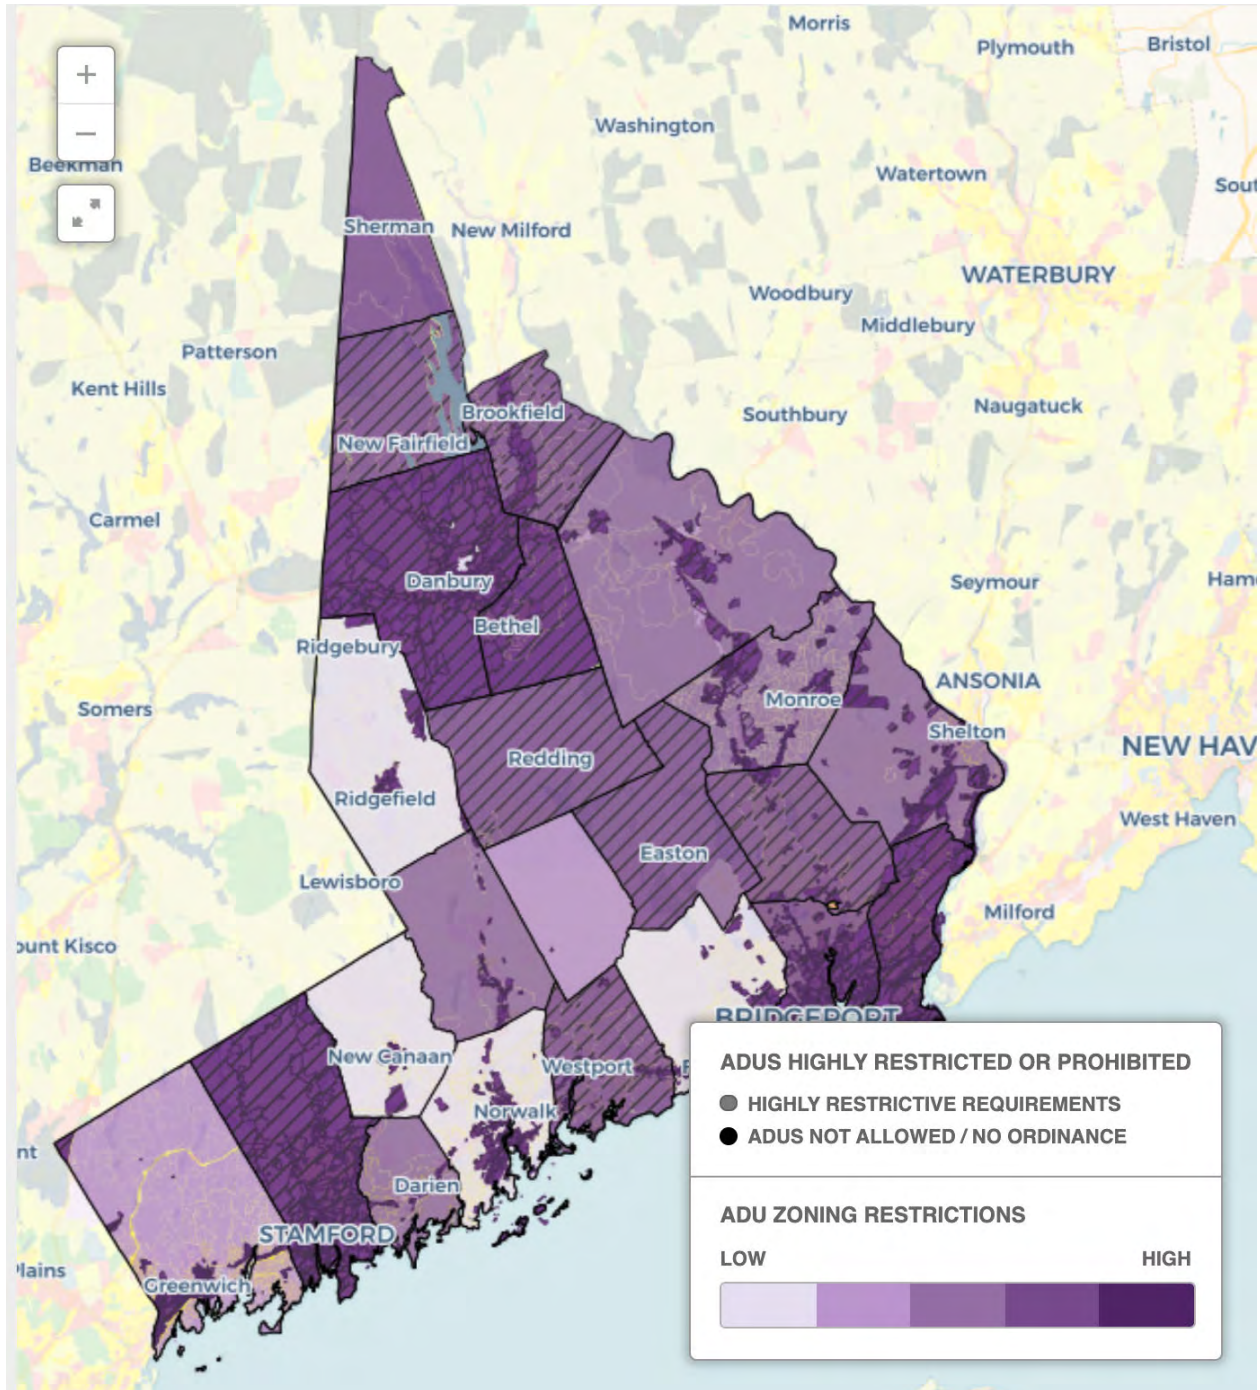 Morris
Plymouth
Bristol
+
−
Washington
Beekman
Watertown
Sherman
New Milford
WATERBURY
Woodbury
Middlebury
Patterson
Kent Hills
Brookfield
Southbury
Naugatuck
New Fairfield
Carmel
Danbury
Seymour
Bethel
Ridgebury
ANSONIA
Somers
Monroe
Shelton
NEW HAV
Redding
Ridgefield
West Haven
Easton
Lewisboro
Milford
ount Kisco
BRIDGEPORT
New Canaan
Westport
F
Norwalk
nt
Darien
STAMFORD
Plains
Greenwich
Sout
Ham
ADUS HIGHLY RESTRICTED OR PROHIBITED
HIGHLY RESTRICTIVE REQUIREMENTS
ADUS NOT ALLOWED / NO ORDINANCE
ADU ZONING RESTRICTIONS
LOW HIGH